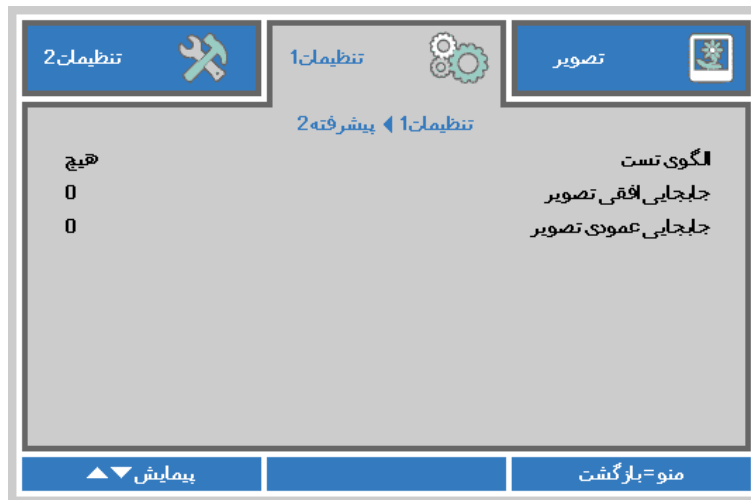 تصویر
تنظیمات1
تنظیمات2
تنظیمات1 ◀ پیشرفته2
الگوی تست هیچ
جابجایی افقی تصویر 0
جابجایی عمودی تصویر 0
منو=بازگشت
پیمایش▼▲